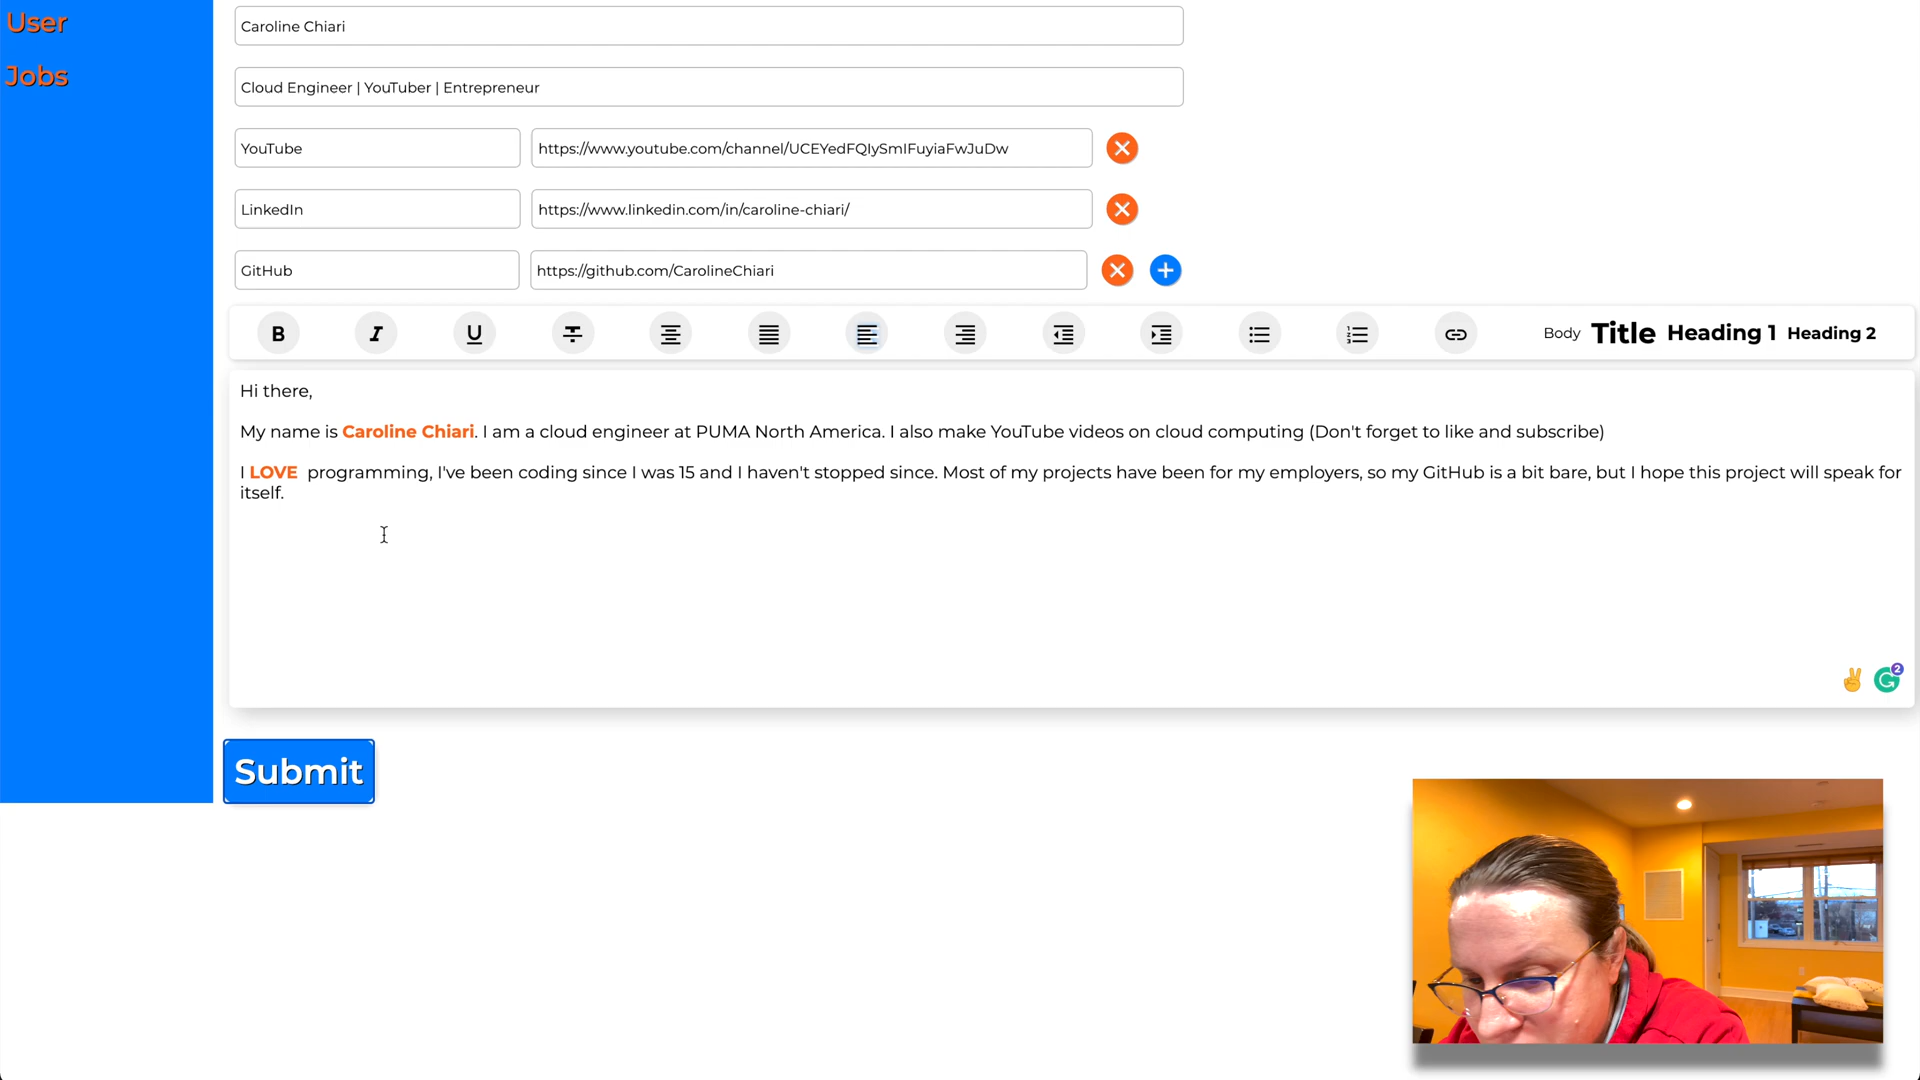 User
Jobs
Caroline Chiari
Cloud Engineer | YouTuber | Entrepreneur
YouTube https://www.youtube.com/channel/UCEYedFQIySmIFuyiaFwJuDw
LinkedIn https://www.linkedin.com/in/caroline-chiari/
GitHub https://github.com/CarolineChiari
B I U Body Title Heading 1 Heading 2
Hi there,
My name is Caroline Chiari. I am a cloud engineer at PUMA North America. I also make YouTube videos on cloud computing (Don't forget to like and subscribe)
I LOVE programming, I've been coding since I was 15 and I haven't stopped since. Most of my projects have been for my employers, so my GitHub is a bit bare, but I hope this project will speak for
itself.
2
Submit